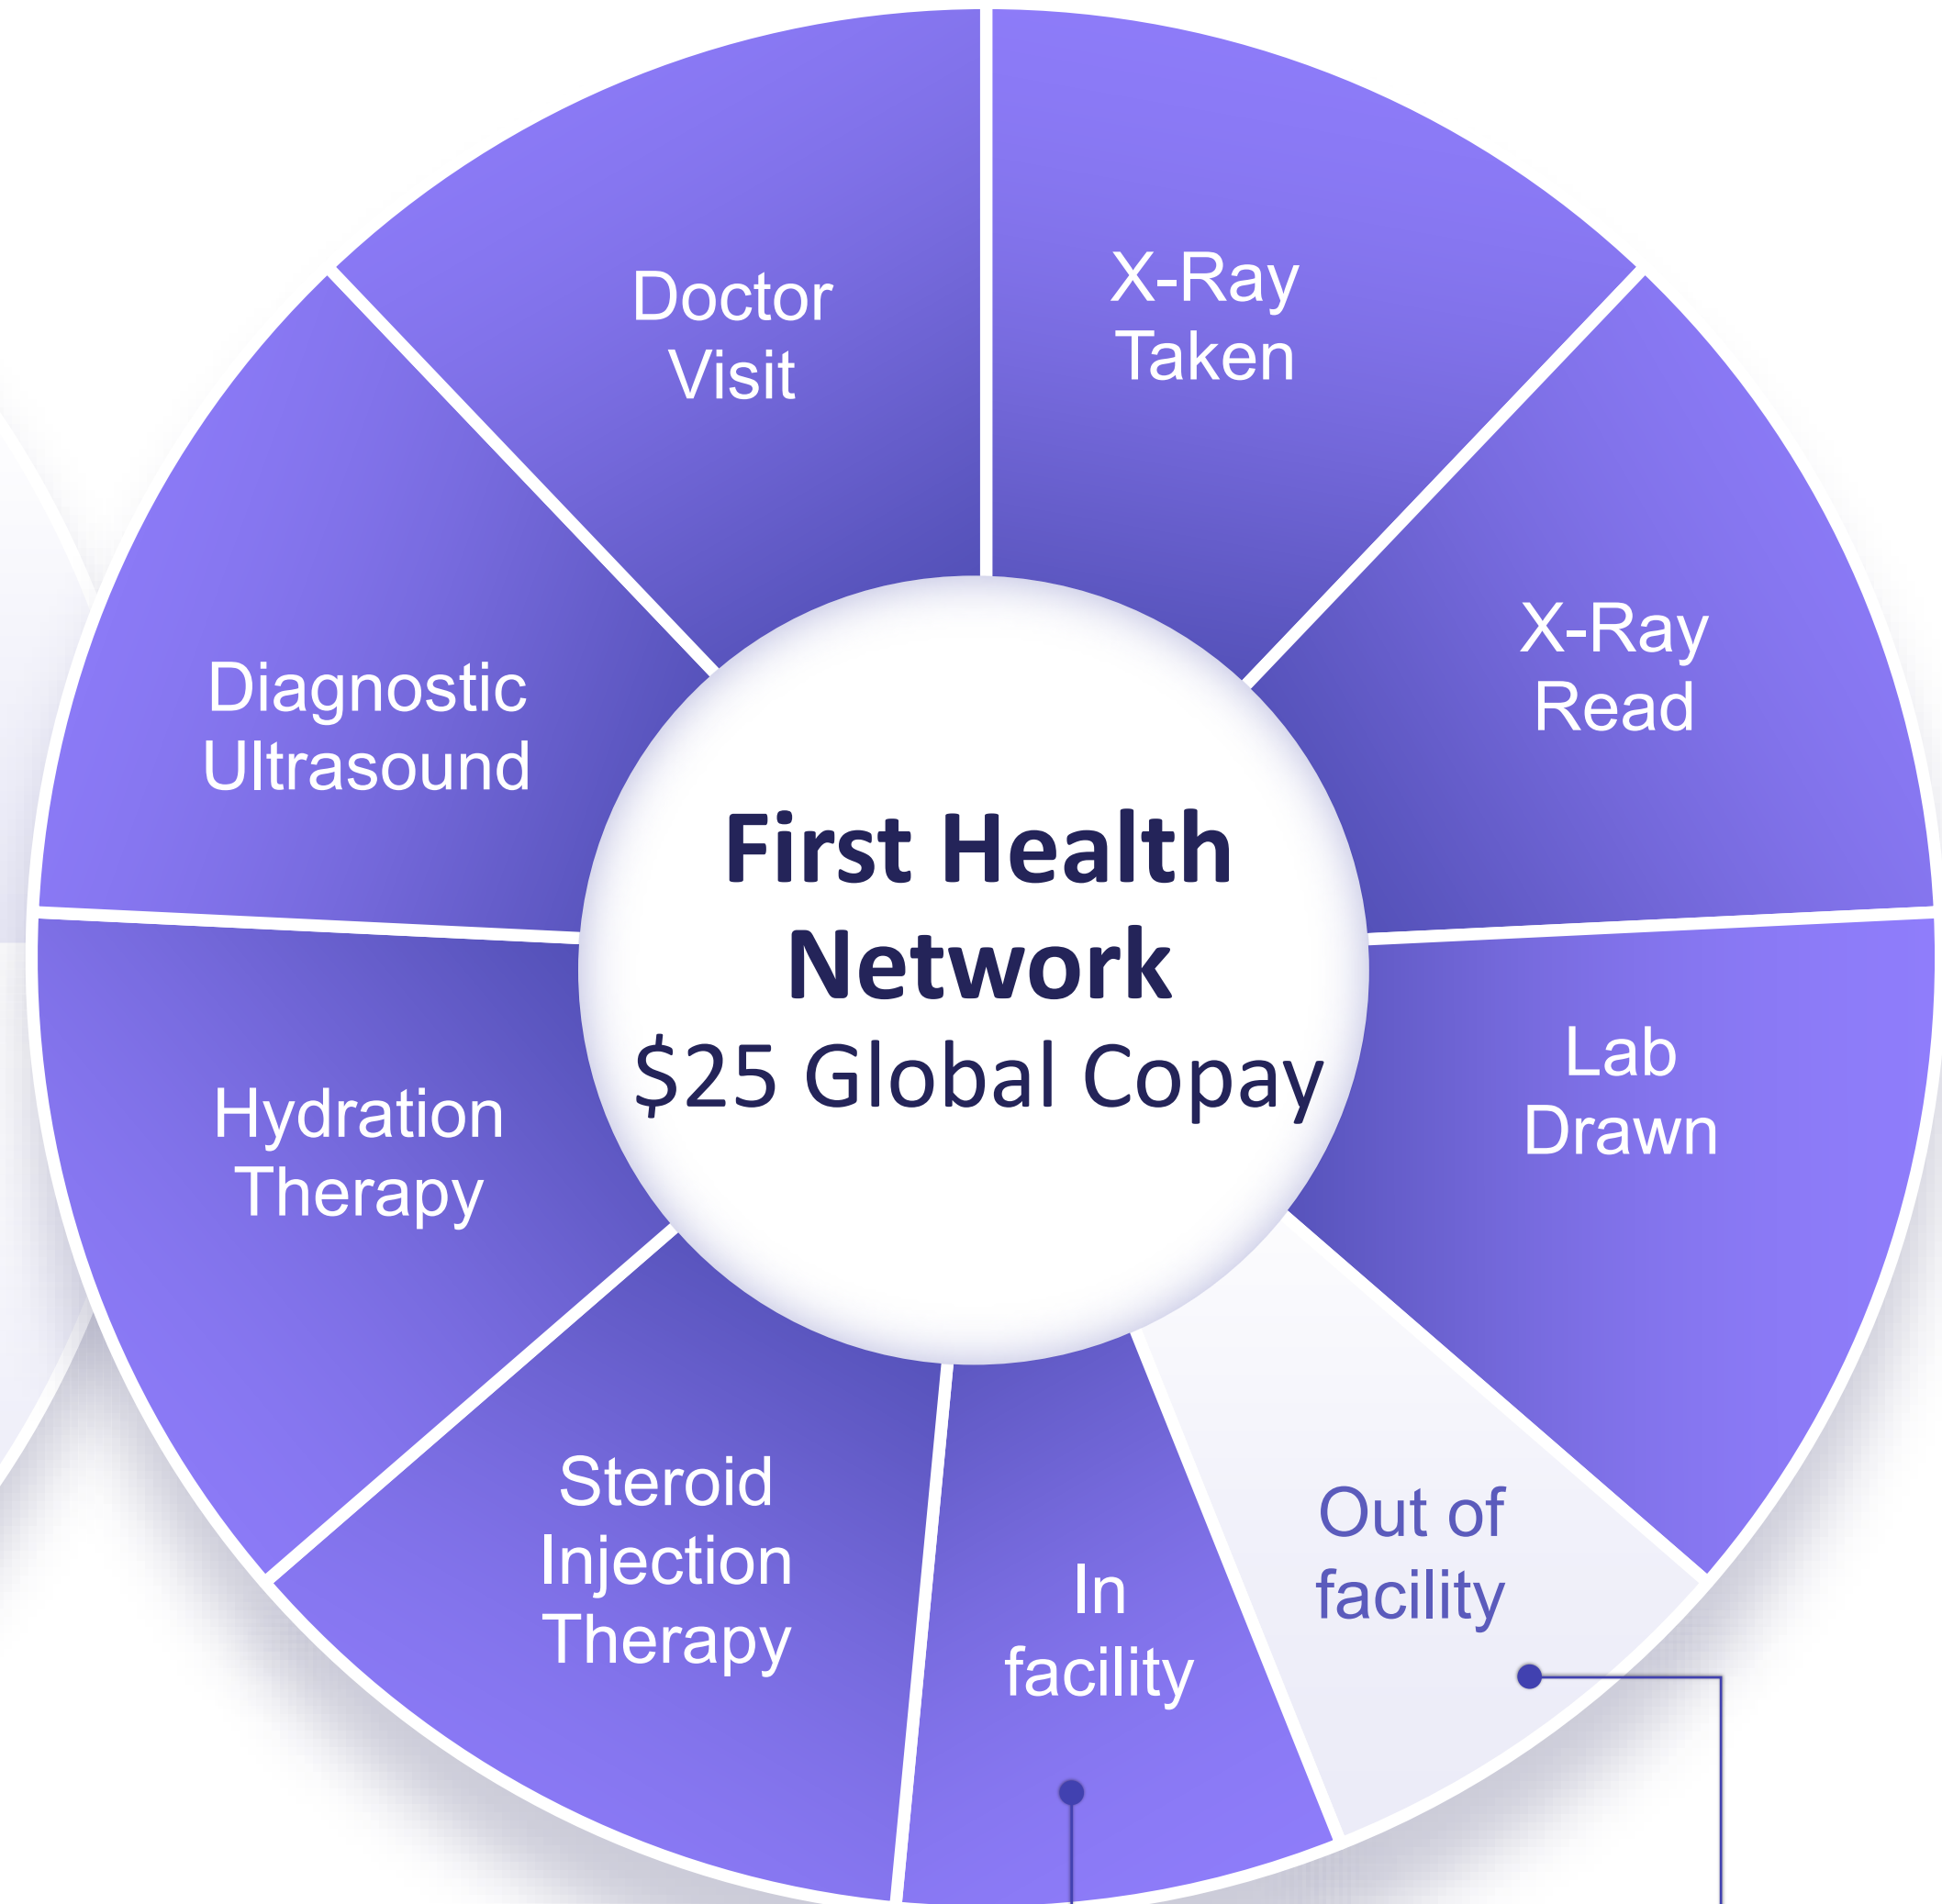 First Health
Network
$25 Global Copay
Doctor
Visit
X-Ray
Taken
X-Ray
Read
Lab
Drawn
Out of
facility
In
facility
Steroid
Injection
Therapy
Hydration
Therapy
Diagnostic
Ultrasound